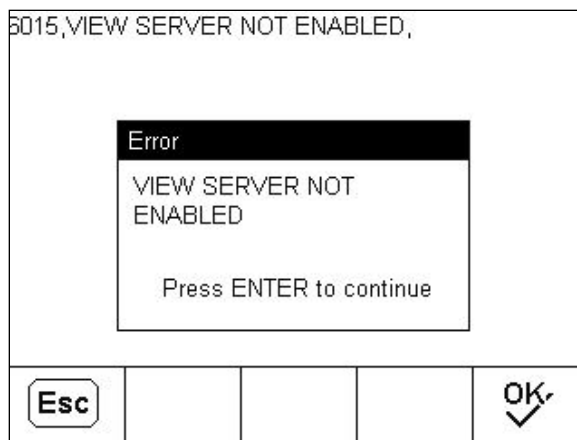 6015,VIEW SERVER NOT ENABLED,
Error
VIEW SERVER NOT
ENABLED
Press ENTER to continue
Esc
OK